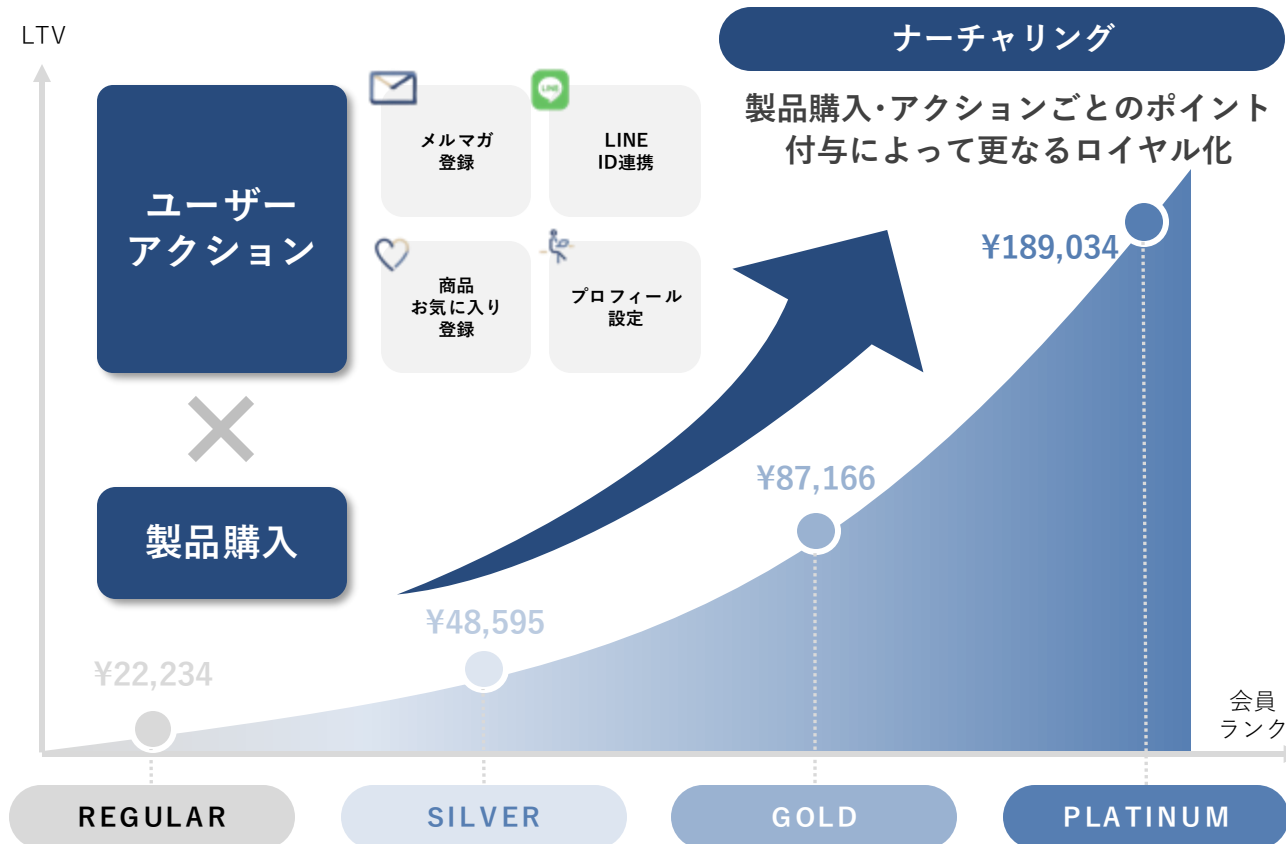 LTV
ナーチャリング
製品購入・アクションごとのポイント
付与によって更なるロイヤル化
ユーザー
アクション
メルマガ
登録
LINE
LINE
ID連携
商品
お気に入り
登録
プロフィール
設定
製品購入
¥189,034
¥87,166
¥48,595
¥22,234
会員
ランク
REGULAR
SILVER
GOLD
PLATINUM